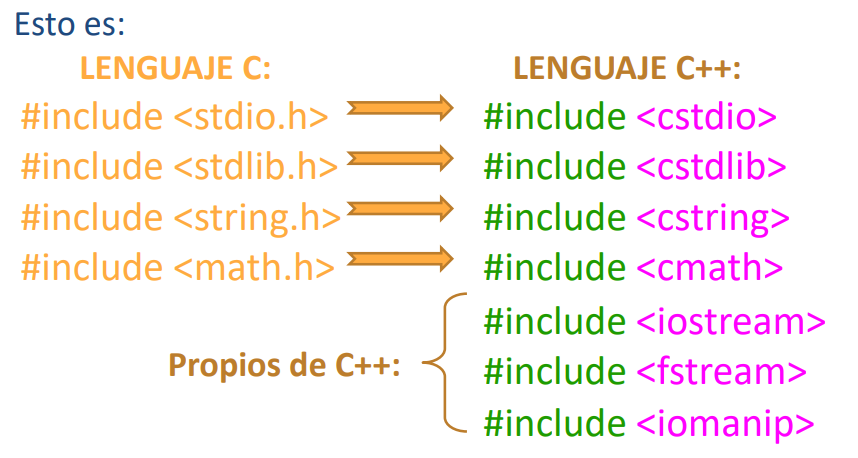 Esto es:
LENGUAJE C: LENGUAJE C++:
#include <stdio.h> #include <cstdio>
#include <stdlib.h> #include <cstdlib>
#include <string.h> #include <cstring>
#include <math.h> #include <cmath>
#include <iostream>
Propios de C++: #include <fstream>
#include <iomanip>